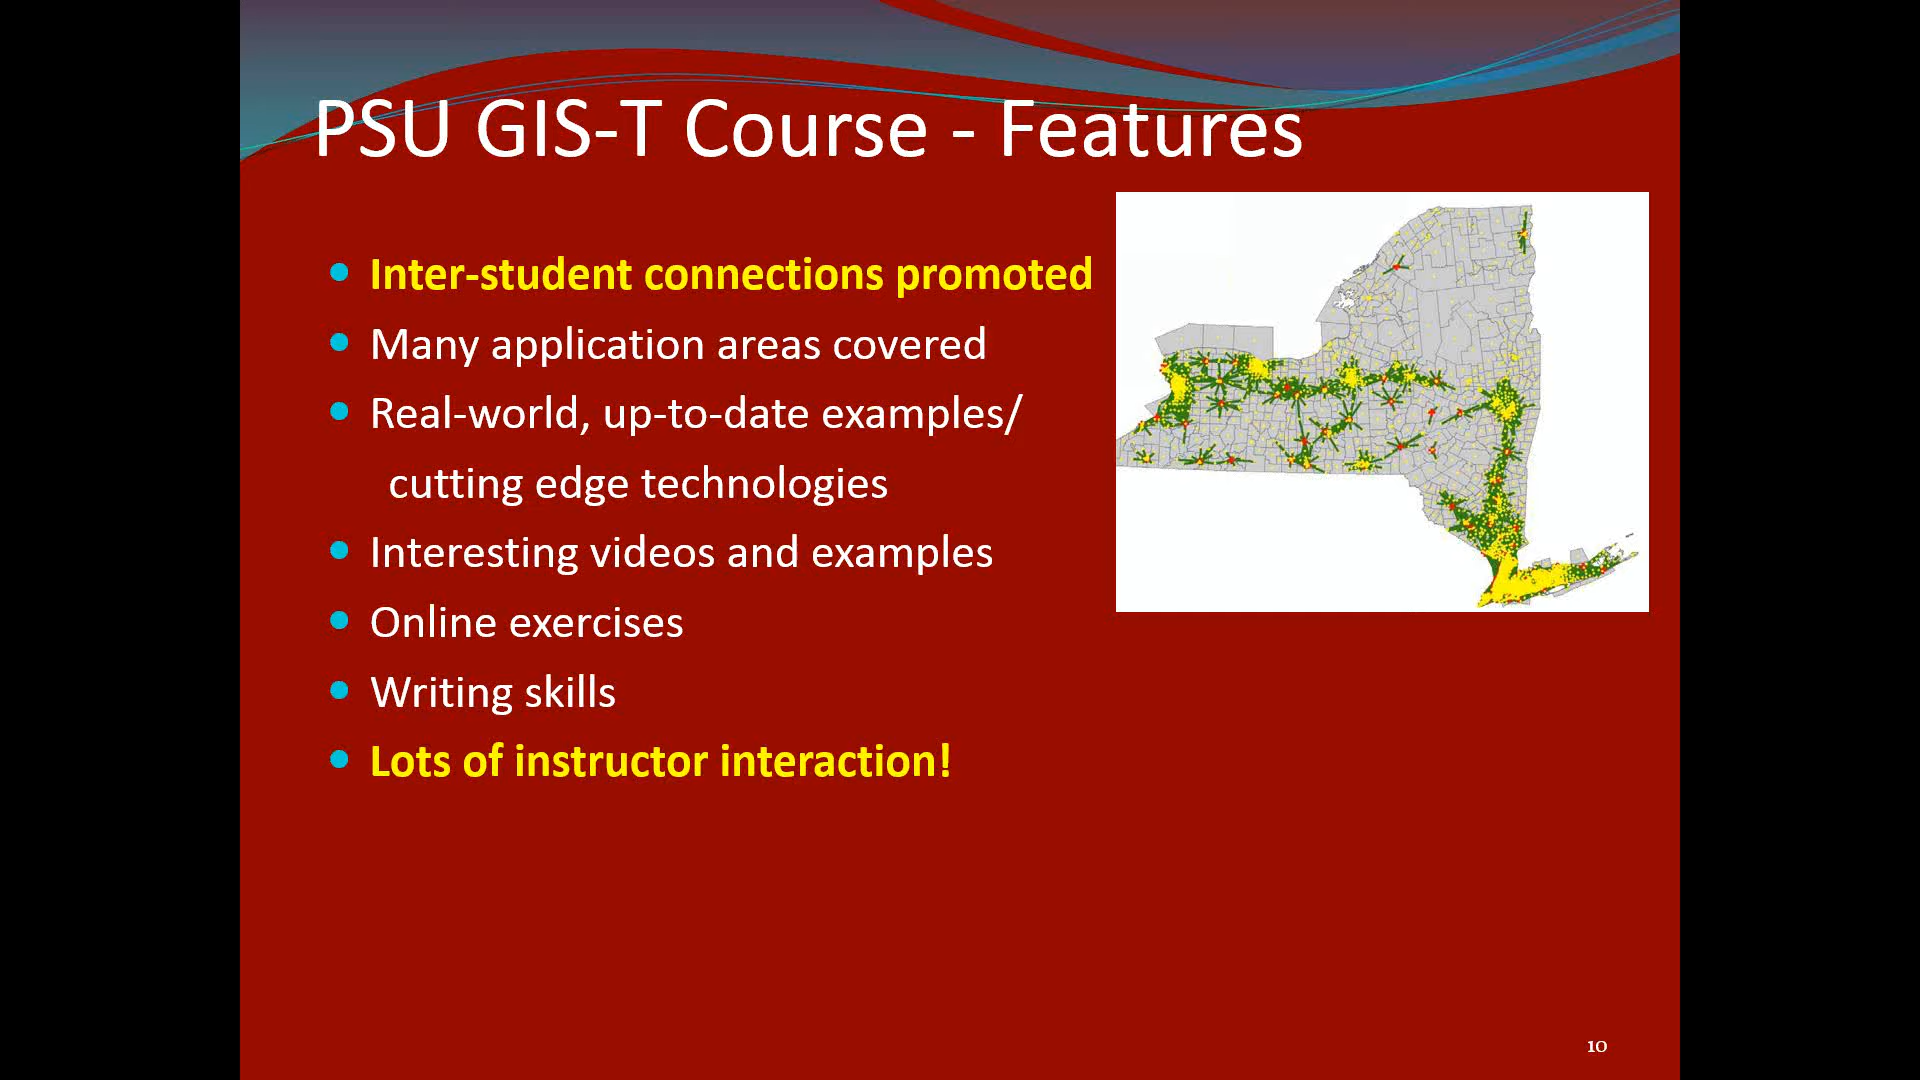 PSU GIS-T Course - Features
Inter-student connections promoted
Many application areas covered
Real-world, up-to-date examples/
cutting edge technologies
Interesting videos and examples
Online exercises
Writing skills
Lots of instructor interaction!
10